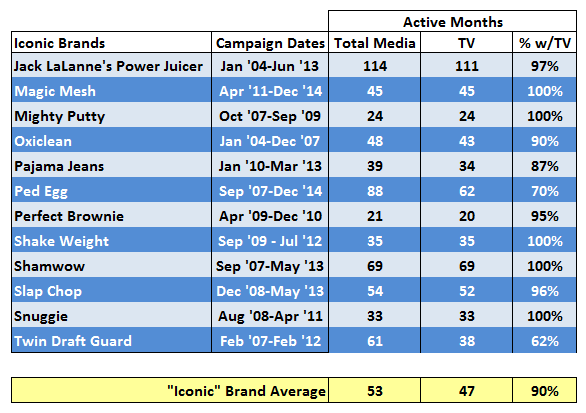 Active Months
Iconic Brands Campaign Dates Total Media TV % w/TV
Jack LaLanne's Power Juicer Jan '04-Jun '13 114 111 97%
Magic Mesh Apr '11-Dec '14 45 45 100%
Mighty Putty Oct '07-Sep '09 24 24 100%
Oxiclean Jan '04-Dec '07 48 43 90%
Pajama Jeans Jan '10-Mar '13 39 34 87%
Ped Egg Sep '07-Dec '14 88 62 70%
Perfect Brownie Apr '09-Dec '10 21 20 95%
Shake Weight Sep '09 - Jul '12 35 35 100%
Shamwow Sep '07-May '13 69 69 100%
Slap Chop Dec '08-May '13 54 52 96%
Snuggie Aug '08-Apr '11 33 33 100%
Twin Draft Guard Feb '07-Feb '12 61 38 62%
"Iconic" Brand Average 53 47 90%